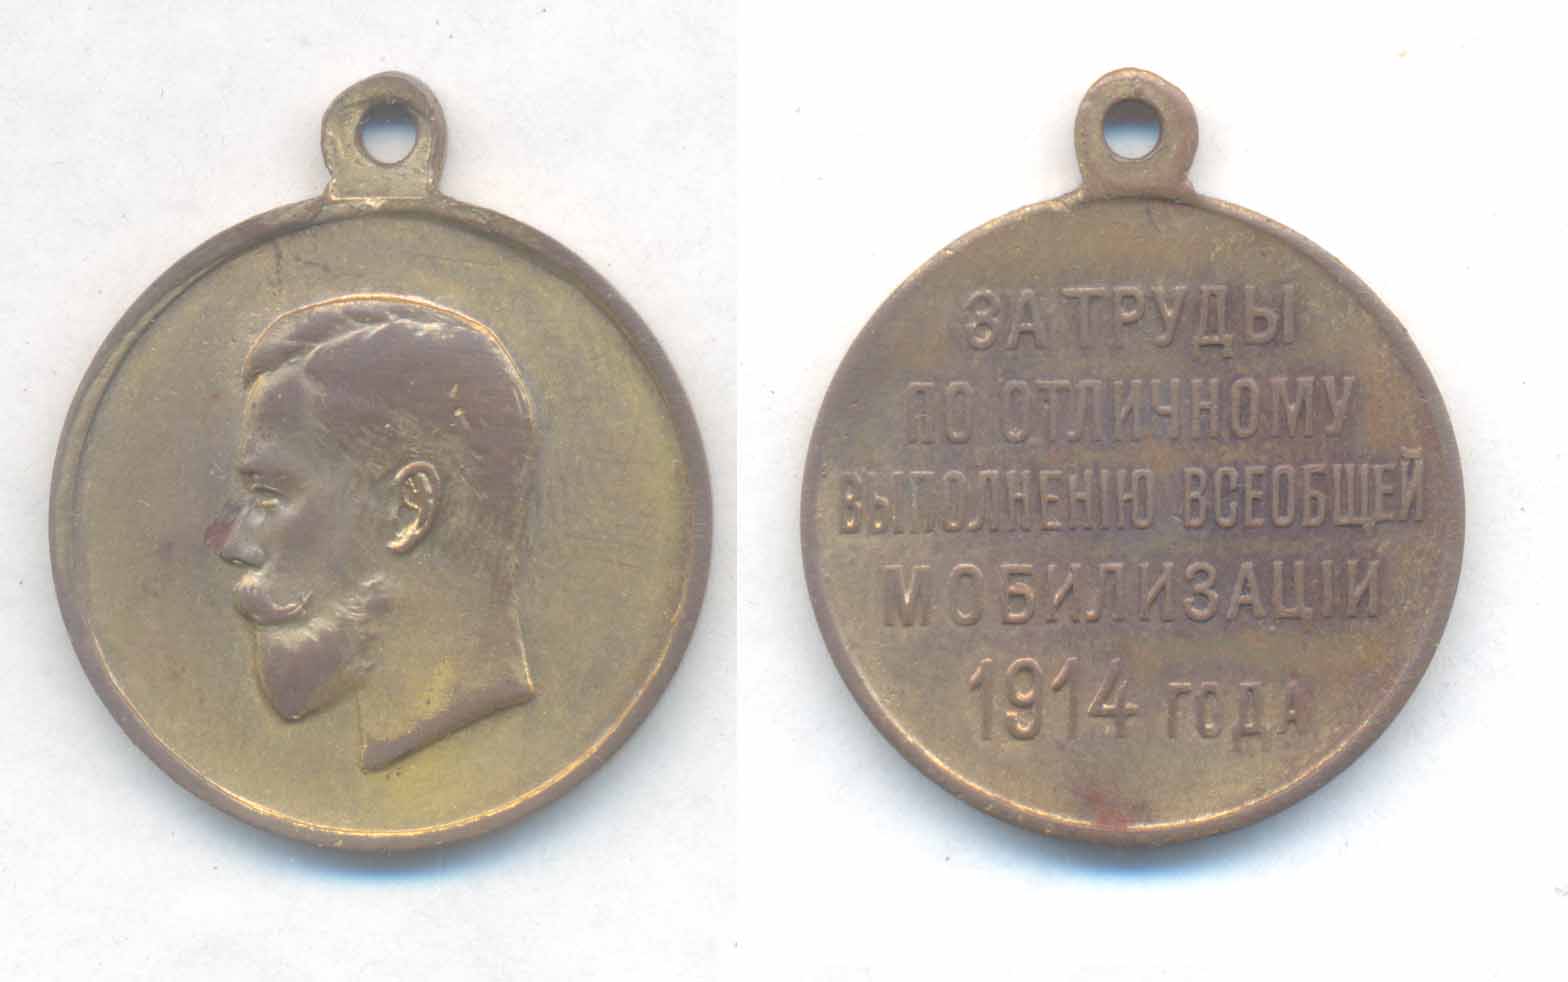 ЗА ТРУДЫ
ПО ОТЛИЧНОМУ
ВЫПОЛНЕНІЮ ВСЕОБЩЕЙ
МОБИЛИЗАЦІИ
1914 ГОДА